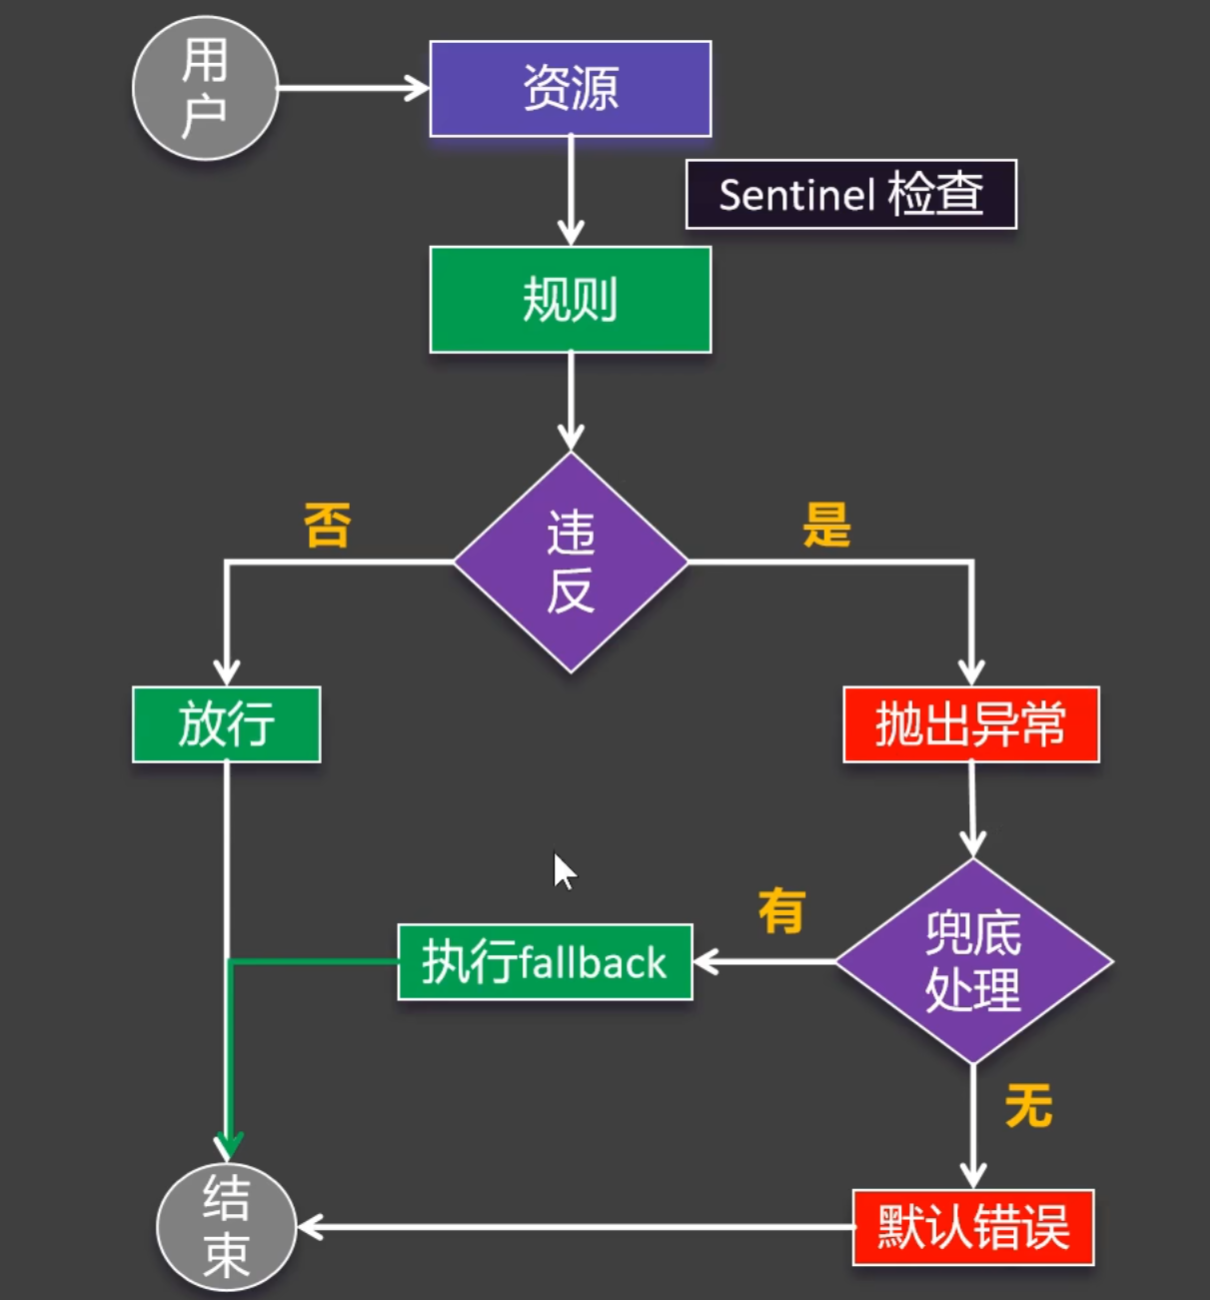 用
户
资源
Sentinel 检查
规则
违
反
否
是
放行
抛出异常
有
执行fallback
兜底
处理
无
结
束
默认错误